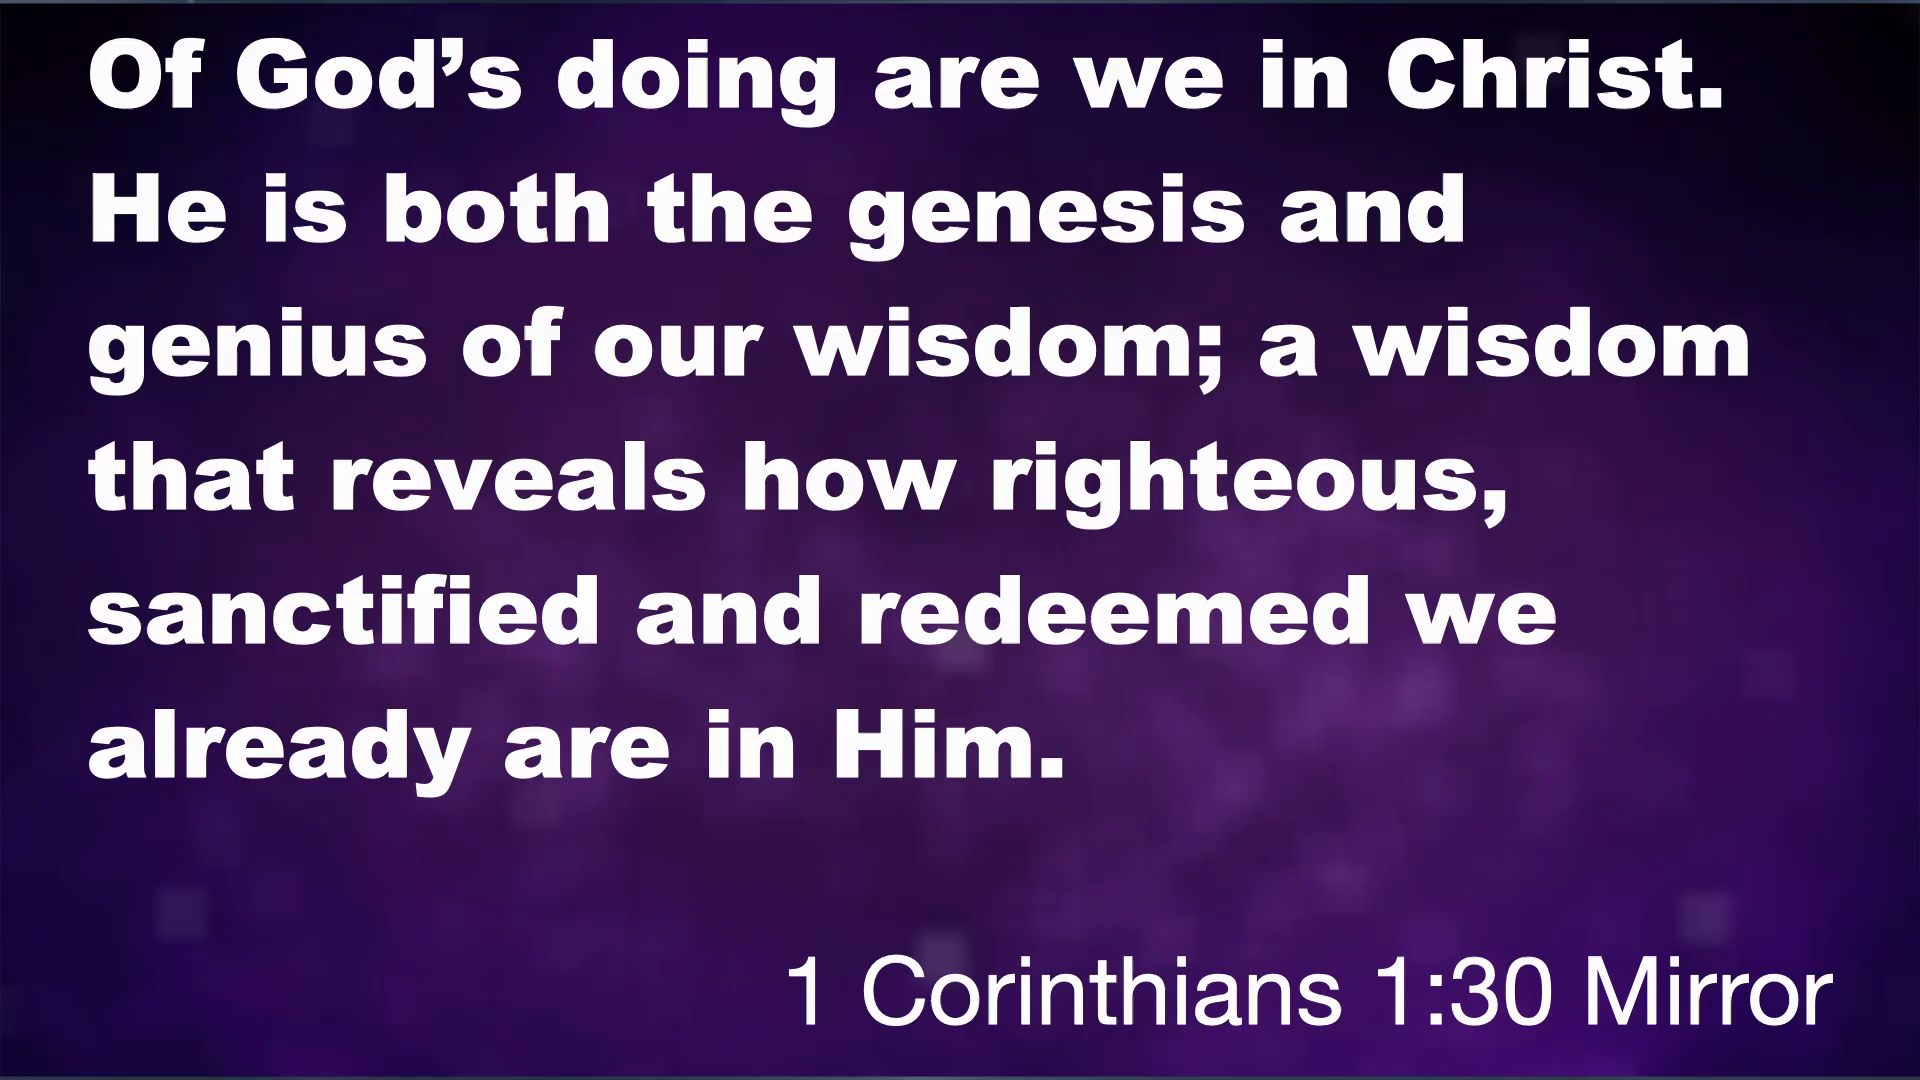 Of God’s doing are we in Christ.
He is both the genesis and
genius of our wisdom; a wisdom
that reveals how righteous,
sanctified and redeemed we
already are in Him.
1 Corinthians 1:30 Mirror